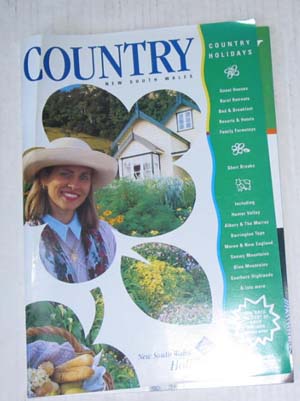 COUNTRY
NEW SOUTH WALES
COUNTRY
HOLIDAYS
Guest Houses
Rural Retreats
Bed & Breakfast
Resorts & Hotels
Family Farmstays
Short Breaks
Including
Hunter Valley
Albury & The Murray
Barrington Tops
Moree & New England
Snowy Mountains
Blue Mountains
Southern Highlands
& lots more
New South Wales
Holi